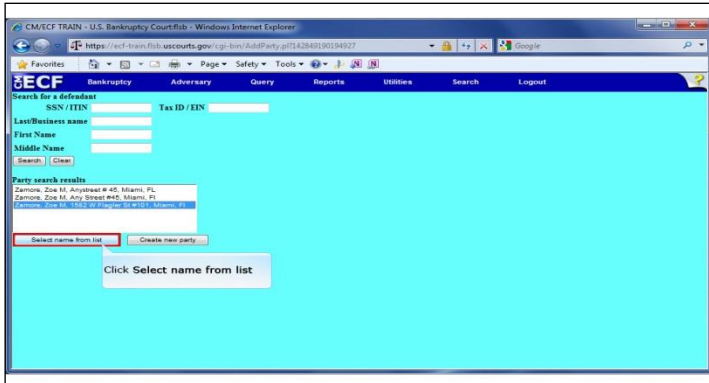 CM/ECF TRAIN - U.S. Bankruptcy Court:flsb - Windows Internet Explorer
https://ecf-train.flsb.uscourts.gov/cgi-bin/AddParty.pl?142849190194927
Google
Favorites Page Safety Tools
ECF Bankruptcy Adversary Query Reports Utilities Search Logout ?
Search for a defendant
SSN / ITIN Tax ID / EIN
Last/Business name
First Name
Middle Name
Search Clear
Party search results
Zamore, Zoe M, Anystreet # 45, Miami, FL
Zamore, Zoe M, Any Street #45, Miami, Fl
Zamore, Zoe M, 1582 W Flagler St #101, Miami, Fl
Select name from list Create new party
Click Select name from list